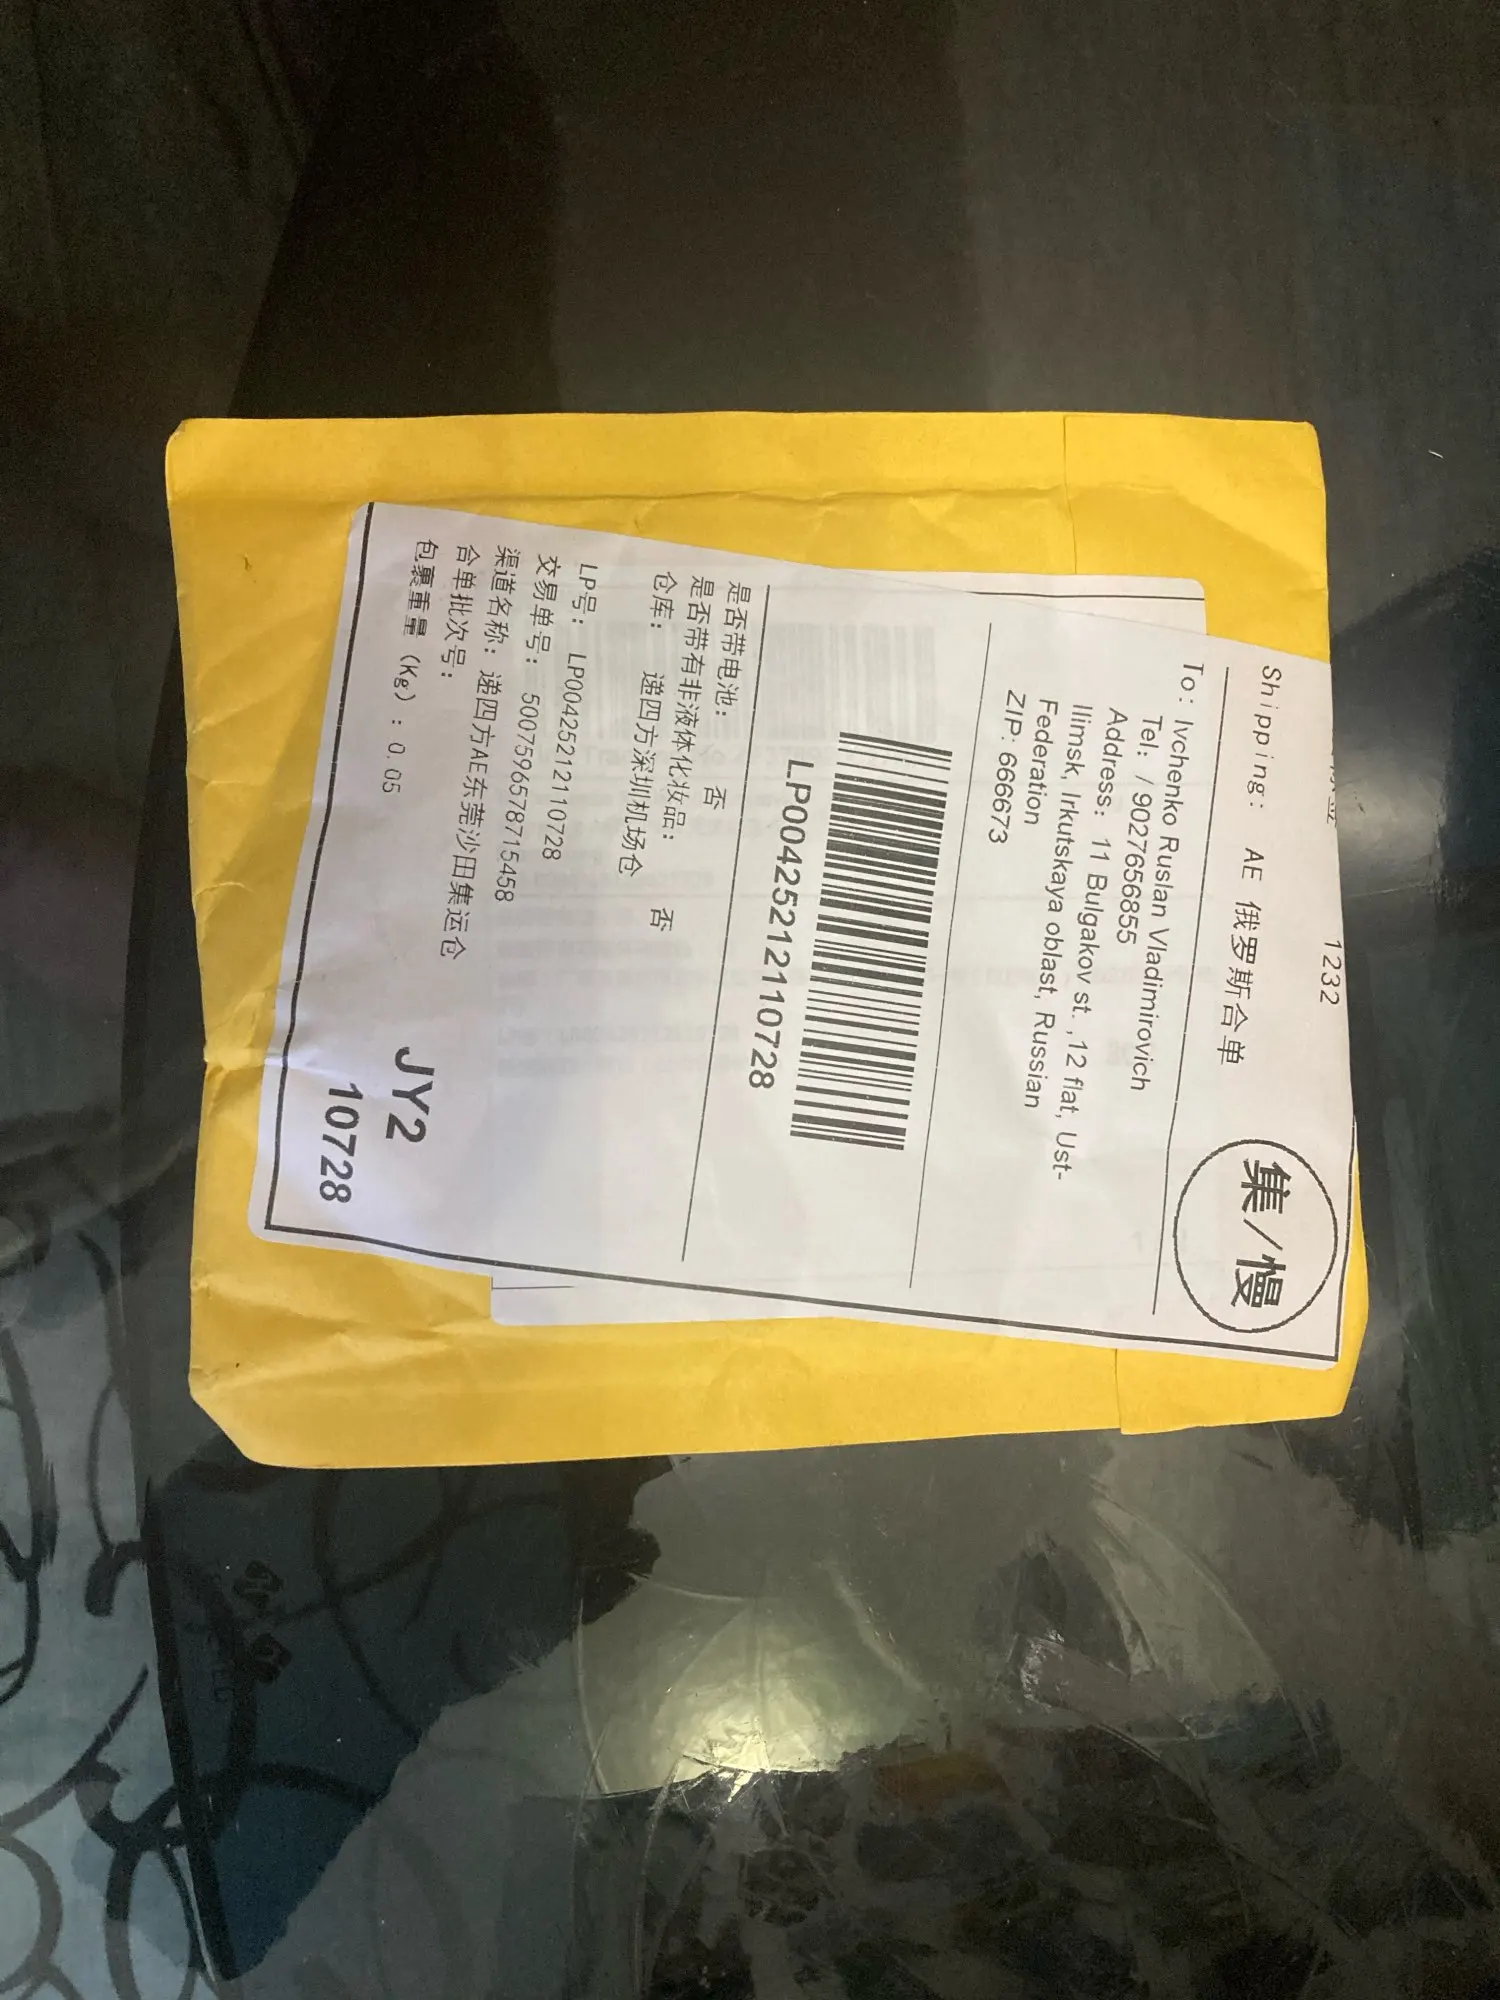 1232
Shipping: AE 俄罗斯合单
集/慢
To: Ivchenko Ruslan Vladimirovich
Tel: / 9027656855
Address: 11 Bulgakov st. ,12 flat, Ust-
Ilimsk, Irkutskaya oblast, Russian
Federation
ZIP: 666673
LP00425212110728
是否带电池: 否
是否带有非液体化妆品: 否
仓库: 递四方深圳机场仓
LP号: LP00425212110728
交易单号: 5007596578715458
渠道名称: 递四方AE东莞沙田集运仓
合单批次号:
包裹重量 (Kg) : 0.05
JY2
10728